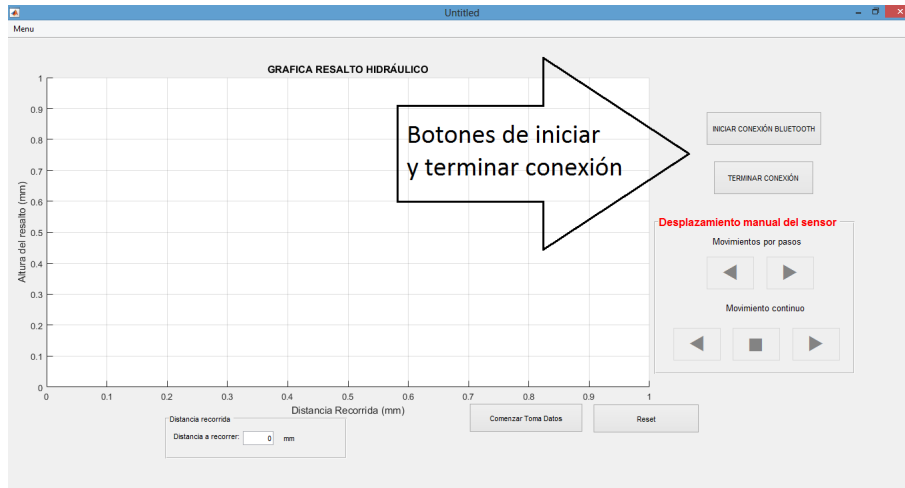 Untitled
Menu
GRAFICA RESALTO HIDRÁULICO
Altura del resalto (mm)
1
0.9
0.8
0.7
0.6
0.5
0.4
0.3
0.2
0.1
0
0 0.1 0.2 0.3 0.4 0.5 0.6 0.7 0.8 0.9 1
Distancia Recorrida (mm)
Botones de iniciar
y terminar conexión
INICIAR CONEXIÓN BLUETOOTH
TERMINAR CONEXIÓN
Desplazamiento manual del sensor
Movimientos por pasos
Movimiento continuo
Distancia recorrida
Distancia a recorrer: 0 mm
Comenzar Toma Datos
Reset